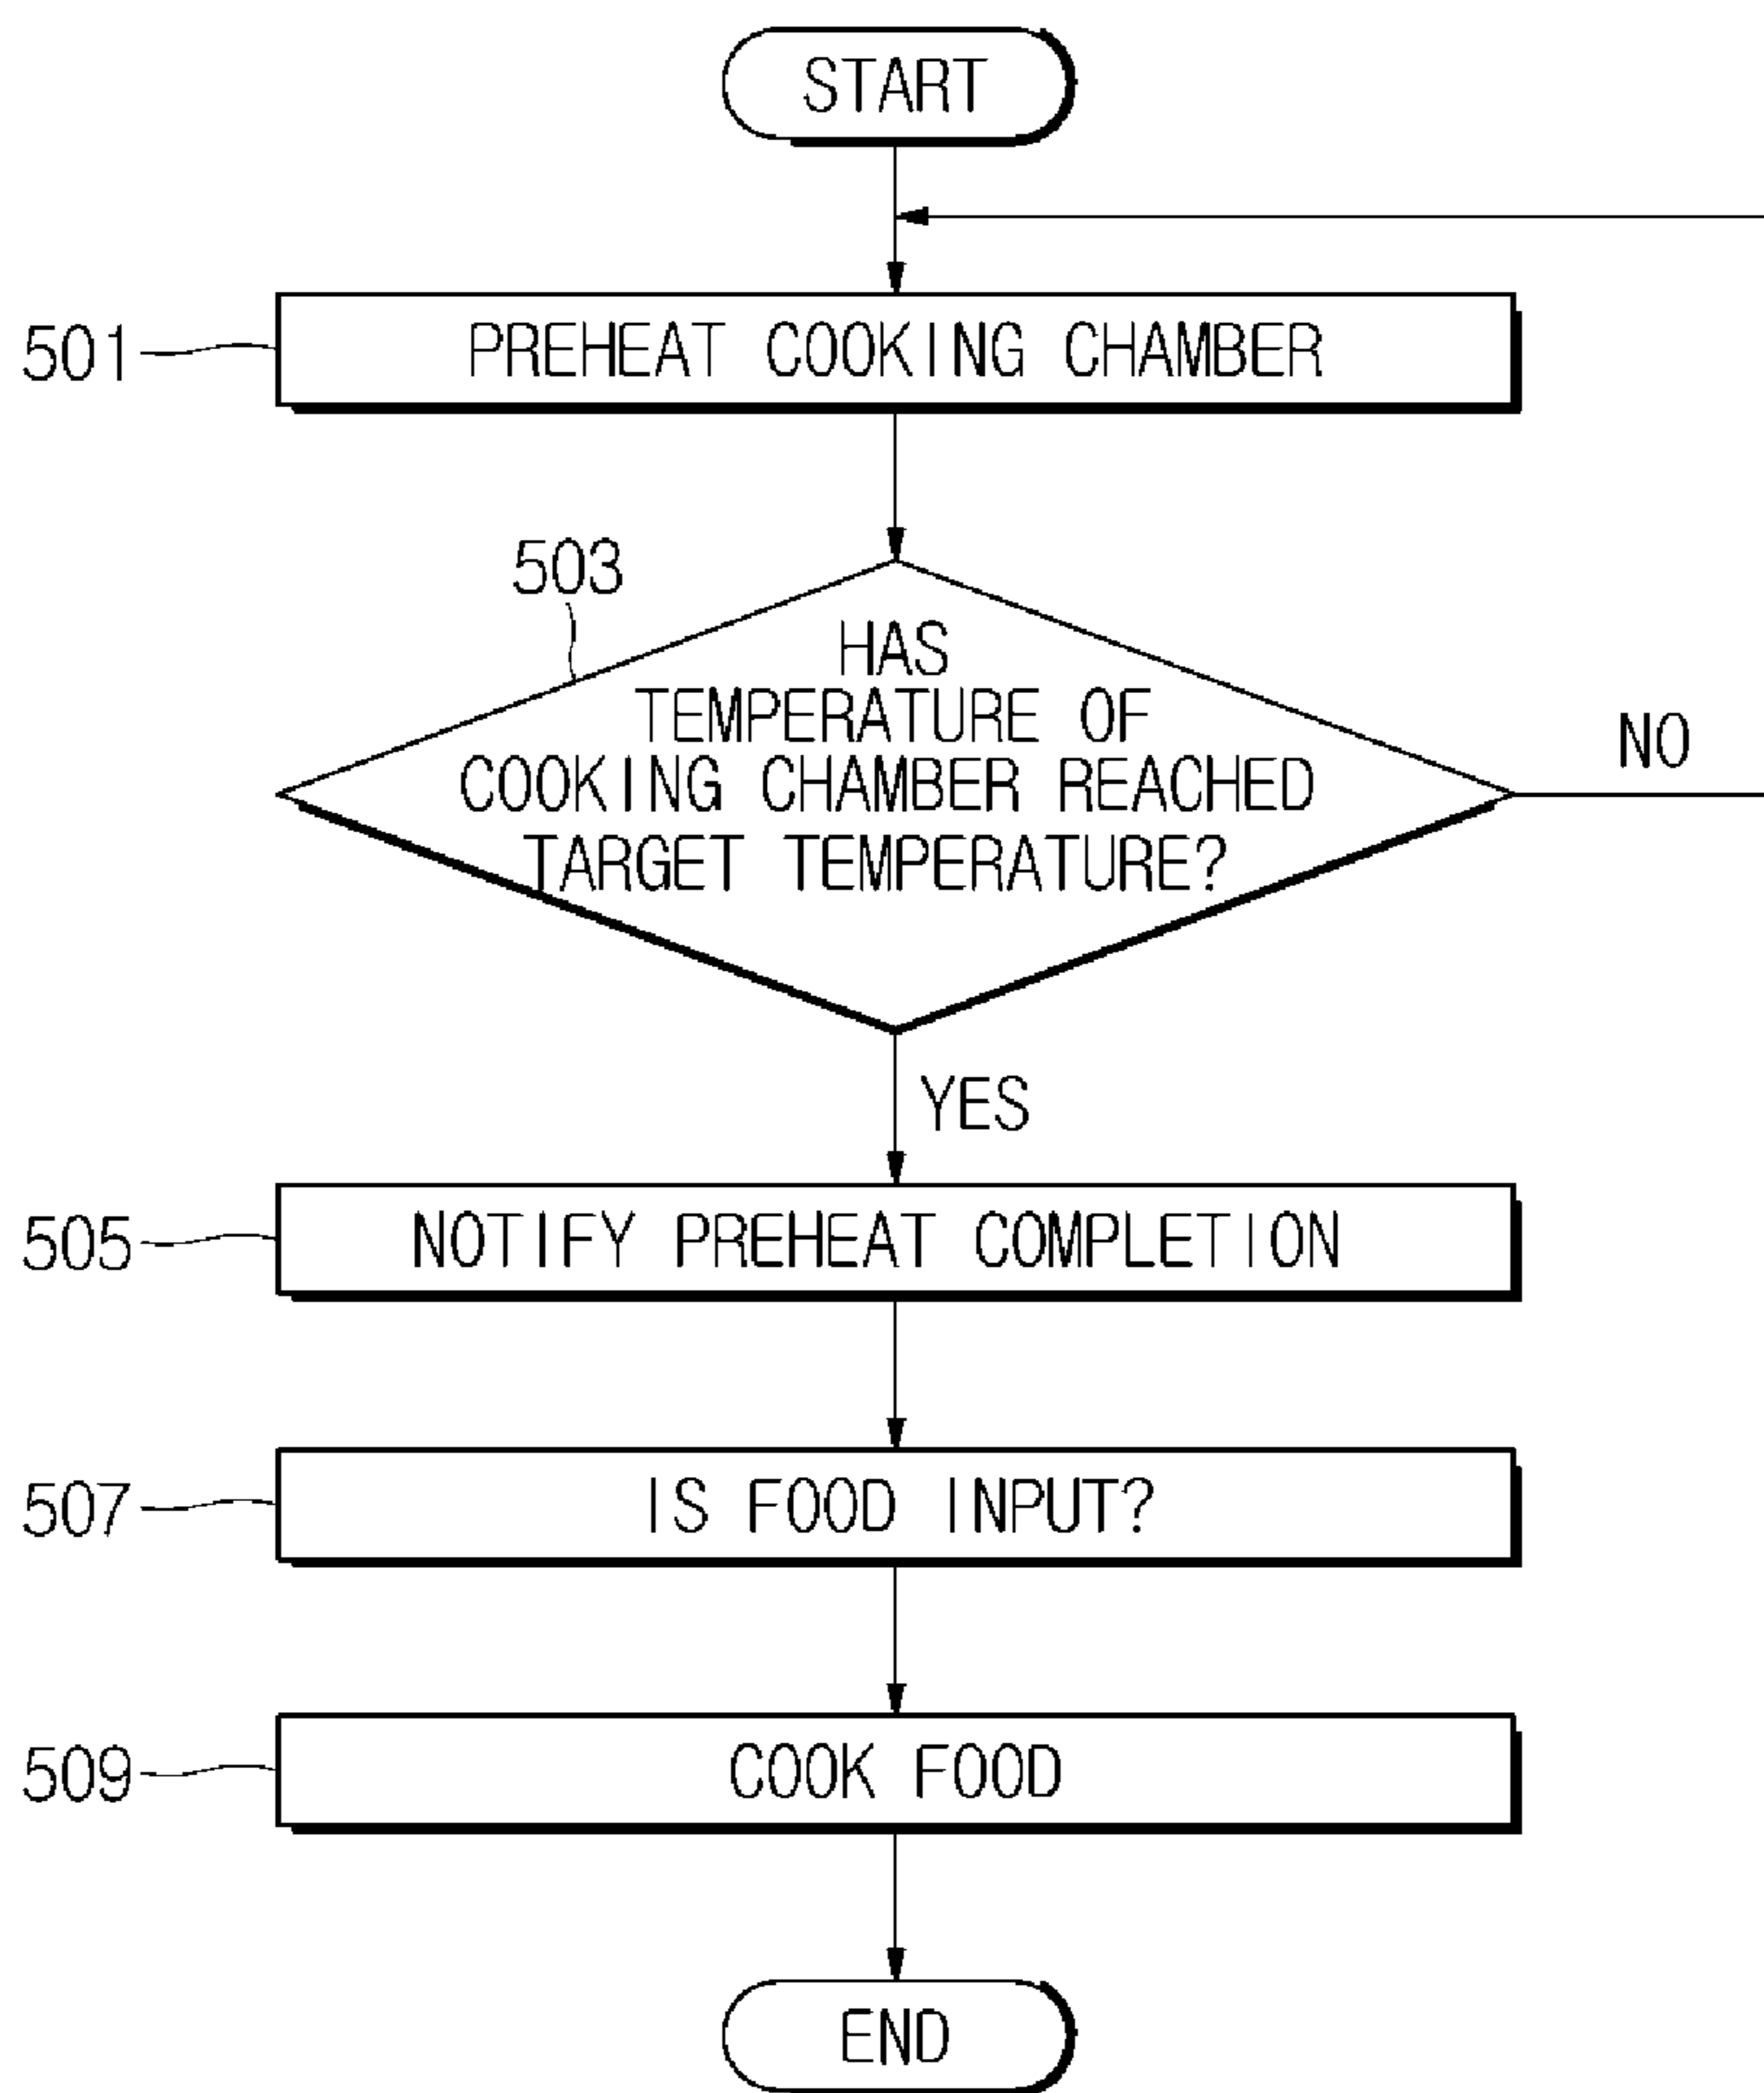 START
501
PREHEAT COOKING CHAMBER
503
HAS
TEMPERATURE OF
COOKING CHAMBER REACHED
TARGET TEMPERATURE?
NO
YES
505
NOTIFY PREHEAT COMPLETION
507
IS FOOD INPUT?
509
COOK FOOD
END